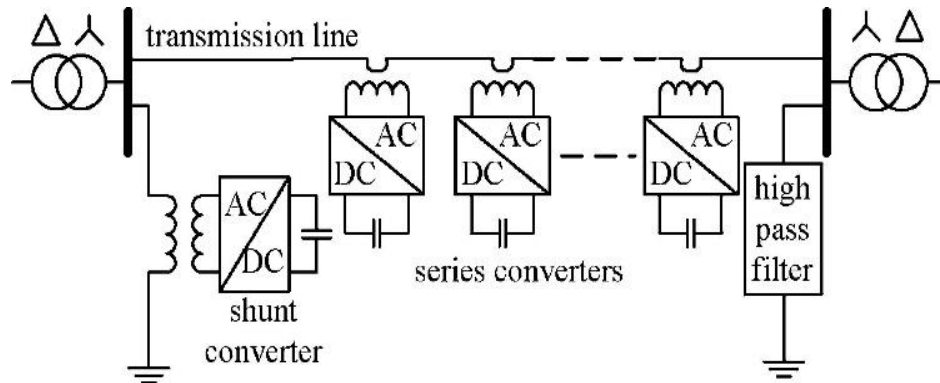 transmission line
AC
DC
AC
DC
AC
DC
AC
DC
high
pass
filter
series converters
shunt
converter